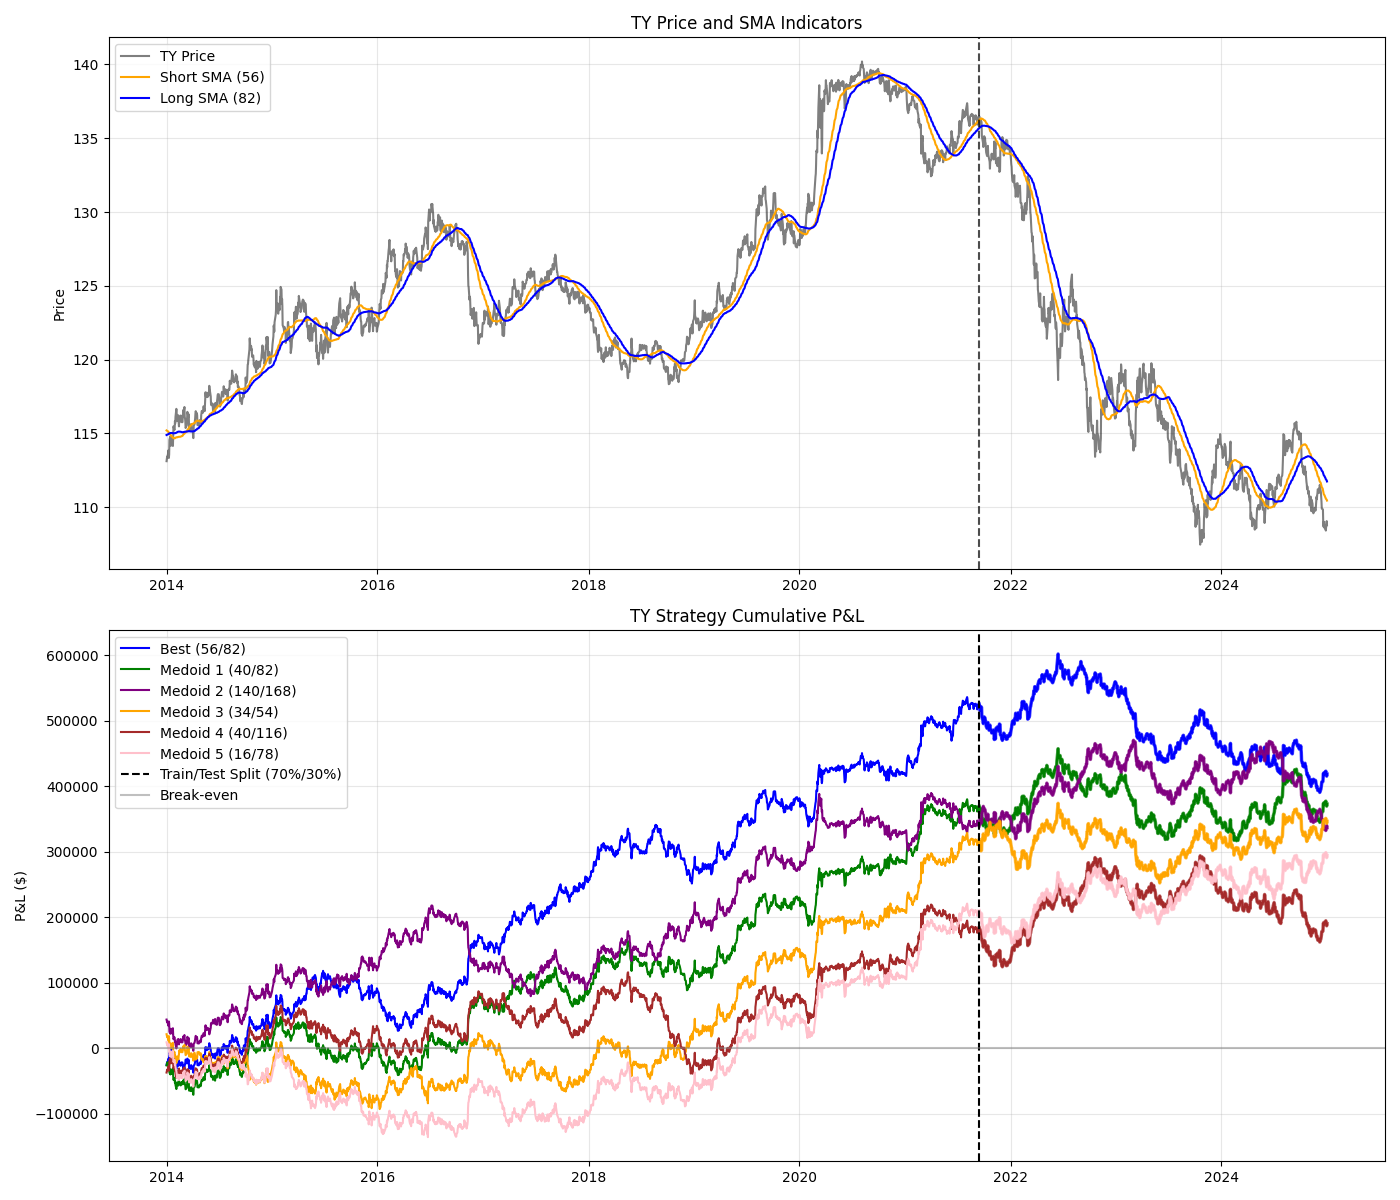 TY Price and SMA Indicators
TY Price
Short SMA (56)
Long SMA (82)
140
135
130
125
120
115
110
Price
2014
2016
2018
2020
2022
2024
TY Strategy Cumulative P&L
Best (56/82)
Medoid 1 (40/82)
Medoid 2 (140/168)
Medoid 3 (34/54)
Medoid 4 (40/116)
Medoid 5 (16/78)
Train/Test Split (70%/30%)
Break-even
600000
500000
400000
300000
200000
100000
0
−100000
P&L ($)
2014
2016
2018
2020
2022
2024